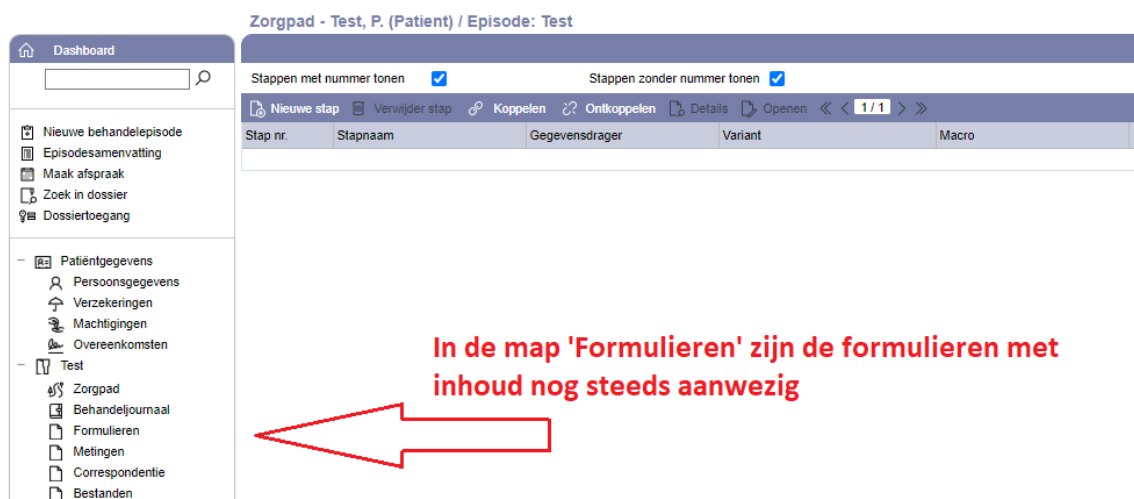 Zorgpad - Test, P. (Patient) / Episode: Test
Dashboard
Stappen met nummer tonen Stappen zonder nummer tonen
Nieuwe stap Verwijder stap Koppelen Ontkoppelen Details Openen 1 / 1
Stap nr. Stapnaam Gegevensdrager Variant Macro
Nieuwe behandelepisode
Episodesamenvatting
Maak afspraak
Zoek in dossier
Dossiertoegang
Patiëntgegevens
Persoonsgegevens
Verzekeringen
Machtigingen
Overeenkomsten
Test
Zorgpad
Behandeljournaal
Formulieren
Metingen
Correspondentie
Bestanden
In de map 'Formulieren' zijn de formulieren met
inhoud nog steeds aanwezig